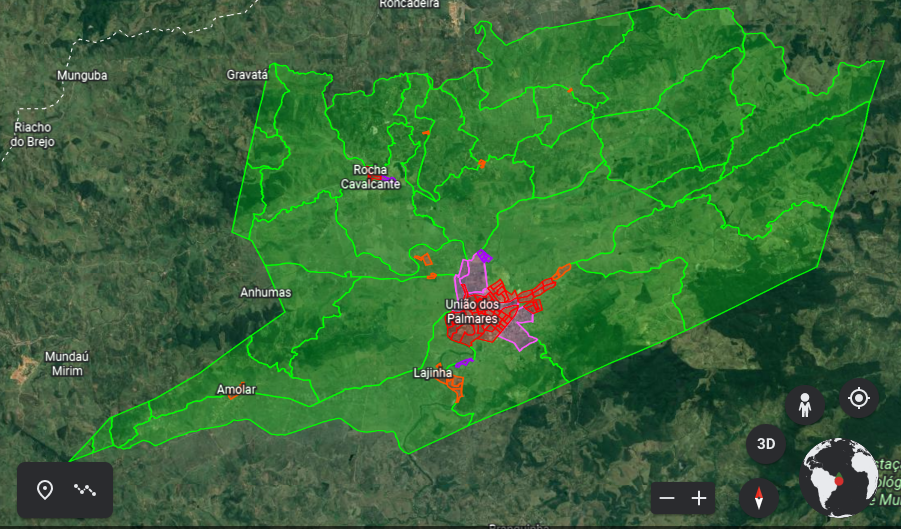 Roncadeira
Munguba
Gravatá
Riacho
do Brejo
Rocha
Cavalcante
Anhumas
União dos
Palmares
Mundaú
Mirim
Lajinha
Amolar
3D